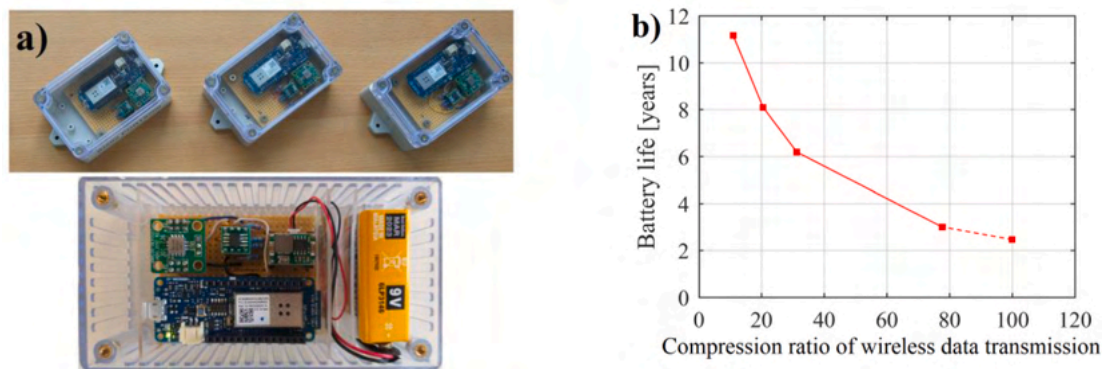 a)
9V
b)
Battery life [years]
12
10
8
6
4
2
0
0 20 40 60 80 100 120
Compression ratio of wireless data transmission